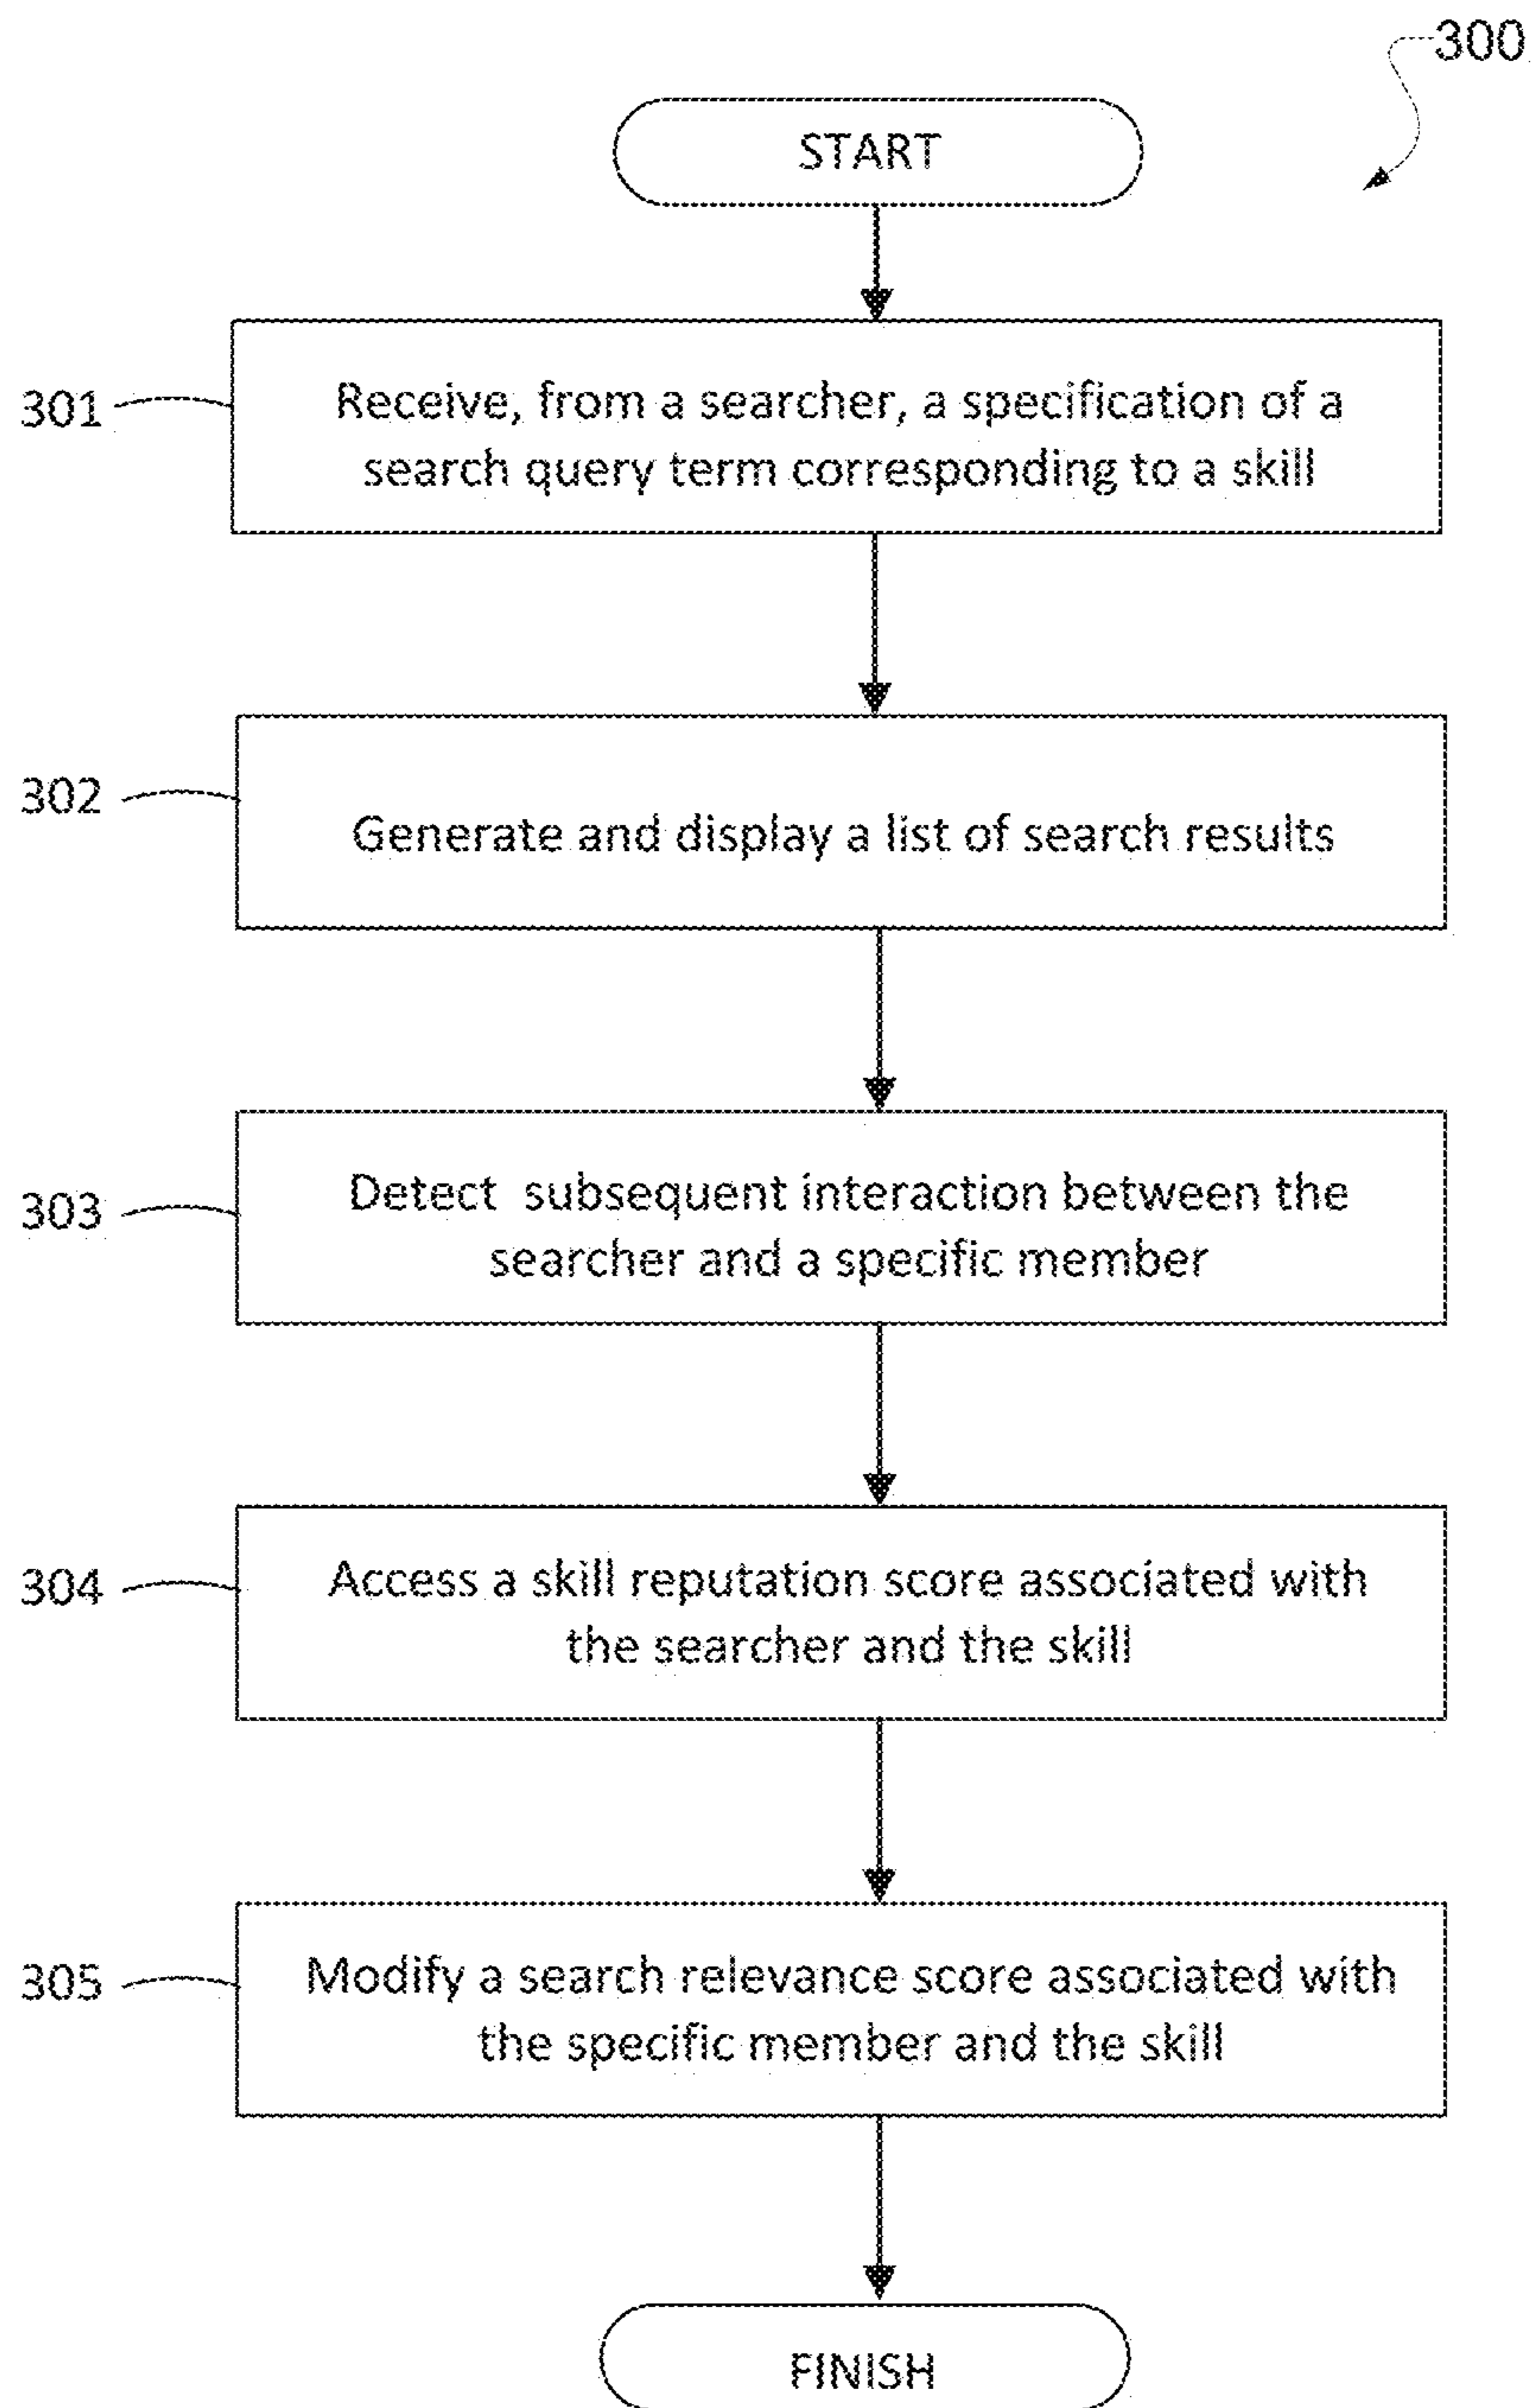 300
START
301
Receive, from a searcher, a specification of a
search query term corresponding to a skill
302
Generate and display a list of search results
303
Detect subsequent interaction between the
searcher and a specific member
304
Access a skill reputation score associated with
the searcher and the skill
305
Modify a search relevance score associated with
the specific member and the skill
FINISH